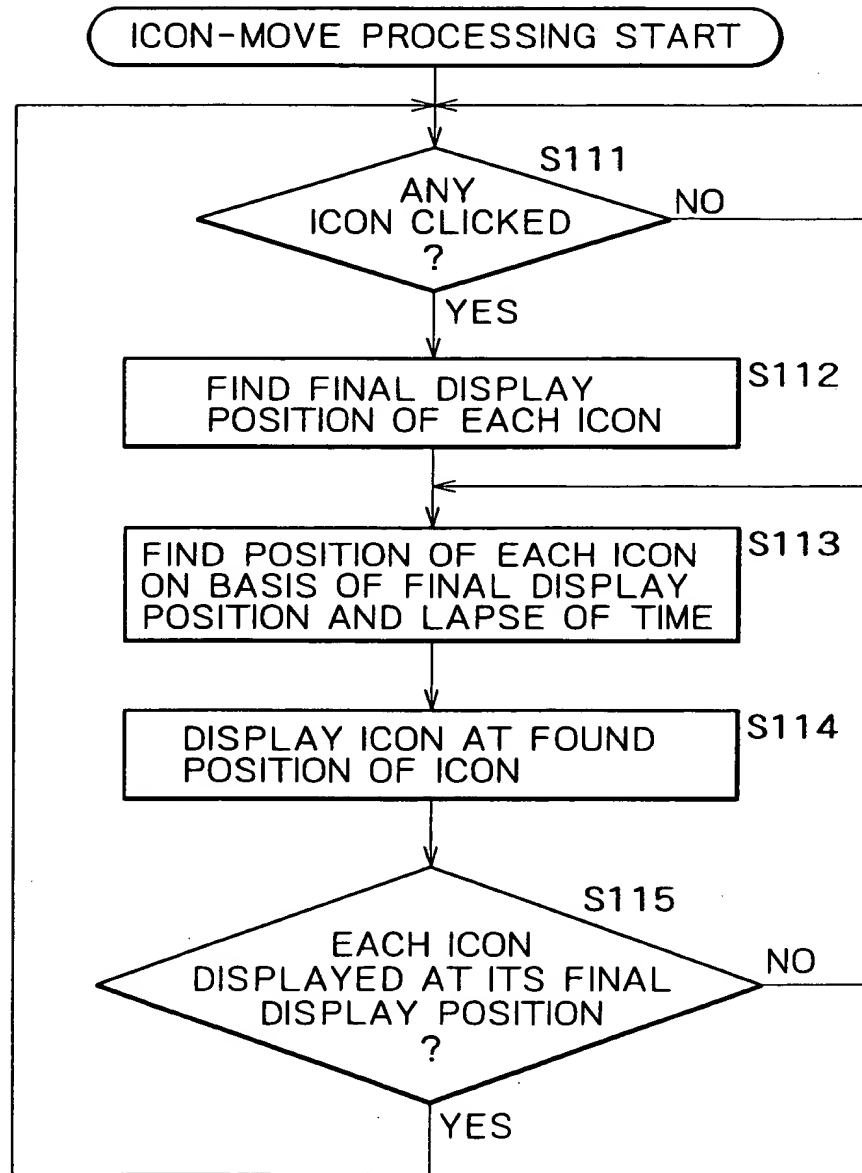 ICON-MOVE PROCESSING START
S111
ANY
ICON CLICKED
?
NO
YES
S112
FIND FINAL DISPLAY
POSITION OF EACH ICON
S113
FIND POSITION OF EACH ICON
ON BASIS OF FINAL DISPLAY
POSITION AND LAPSE OF TIME
S114
DISPLAY ICON AT FOUND
POSITION OF ICON
S115
EACH ICON
DISPLAYED AT ITS FINAL
DISPLAY POSITION
?
NO
YES